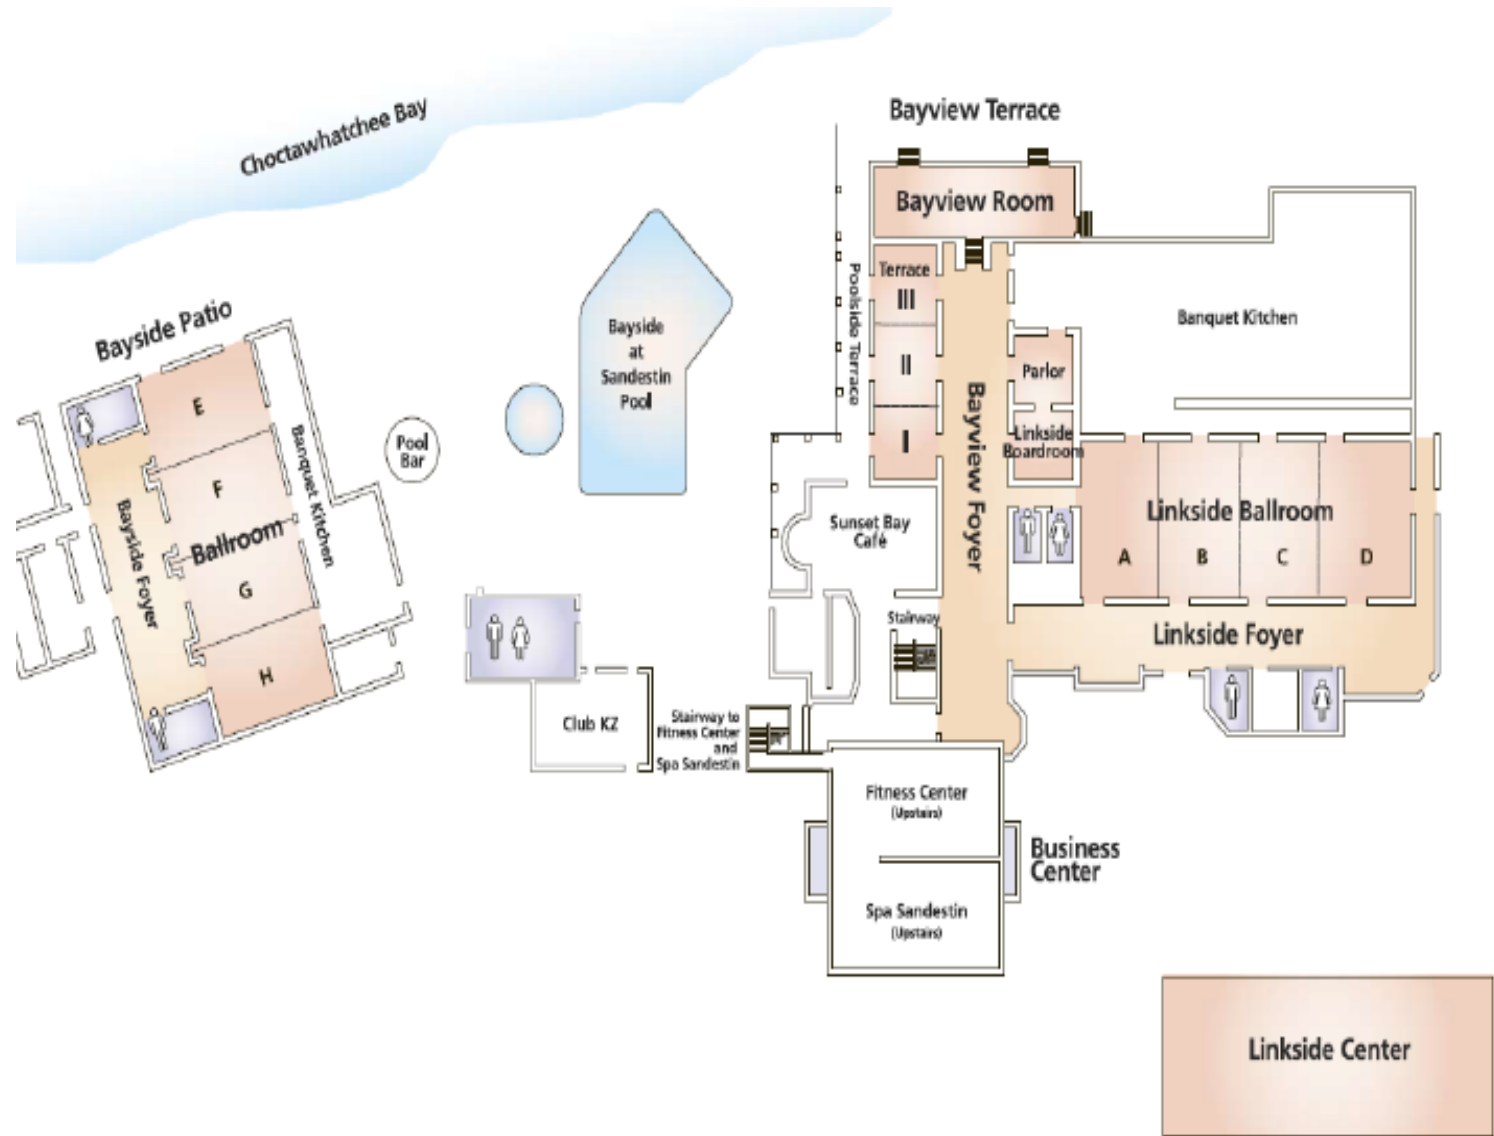 Choctawhatchee Bay
Bayview Terrace
Bayview Room
Terrace
III
II
I
Poolside Terrace
Bayview Foyer
Banquet Kitchen
Parlor
Linkside
Boardroom
Linkside Ballroom
A
B
C
D
Linkside Foyer
Bayside
at
Sandestin
Pool
Pool
Bar
Bayside Patio
E
F
Ballroom
G
H
Bayside Foyer
Banquet Kitchen
Sunset Bay
Café
Stairway
Club KZ
Stairway to
Fitness Center
and
Spa Sandestin
Fitness Center
(Upstairs)
Spa Sandestin
(Upstairs)
Business
Center
Linkside Center